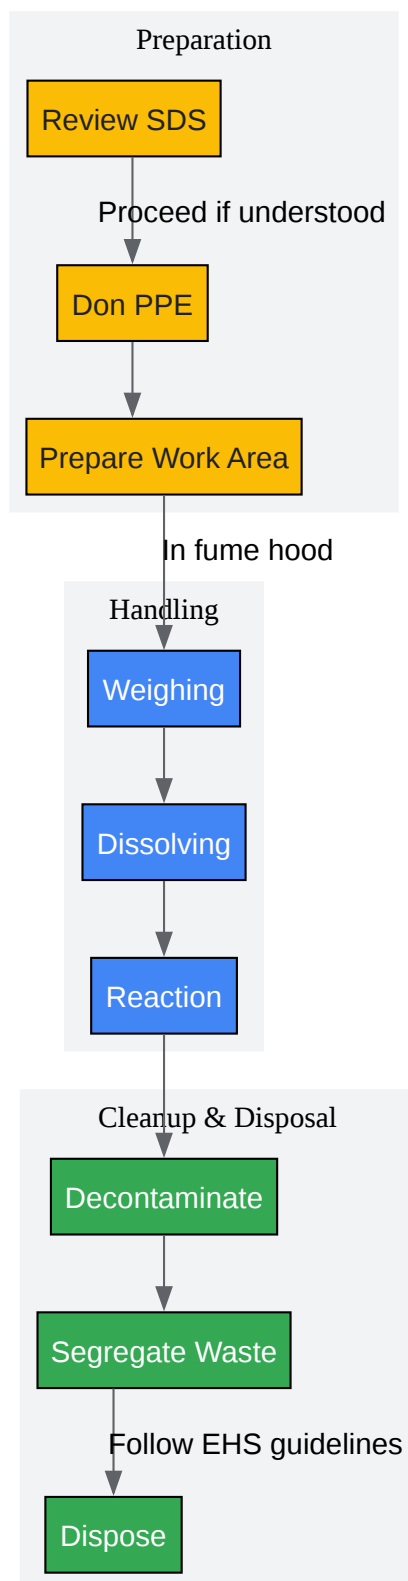 Preparation
Review SDS
Proceed if understood
Don PPE
Prepare Work Area
In fume hood
Handling
Weighing
Dissolving
Reaction
Cleanup & Disposal
Decontaminate
Segregate Waste
Follow EHS guidelines
Dispose